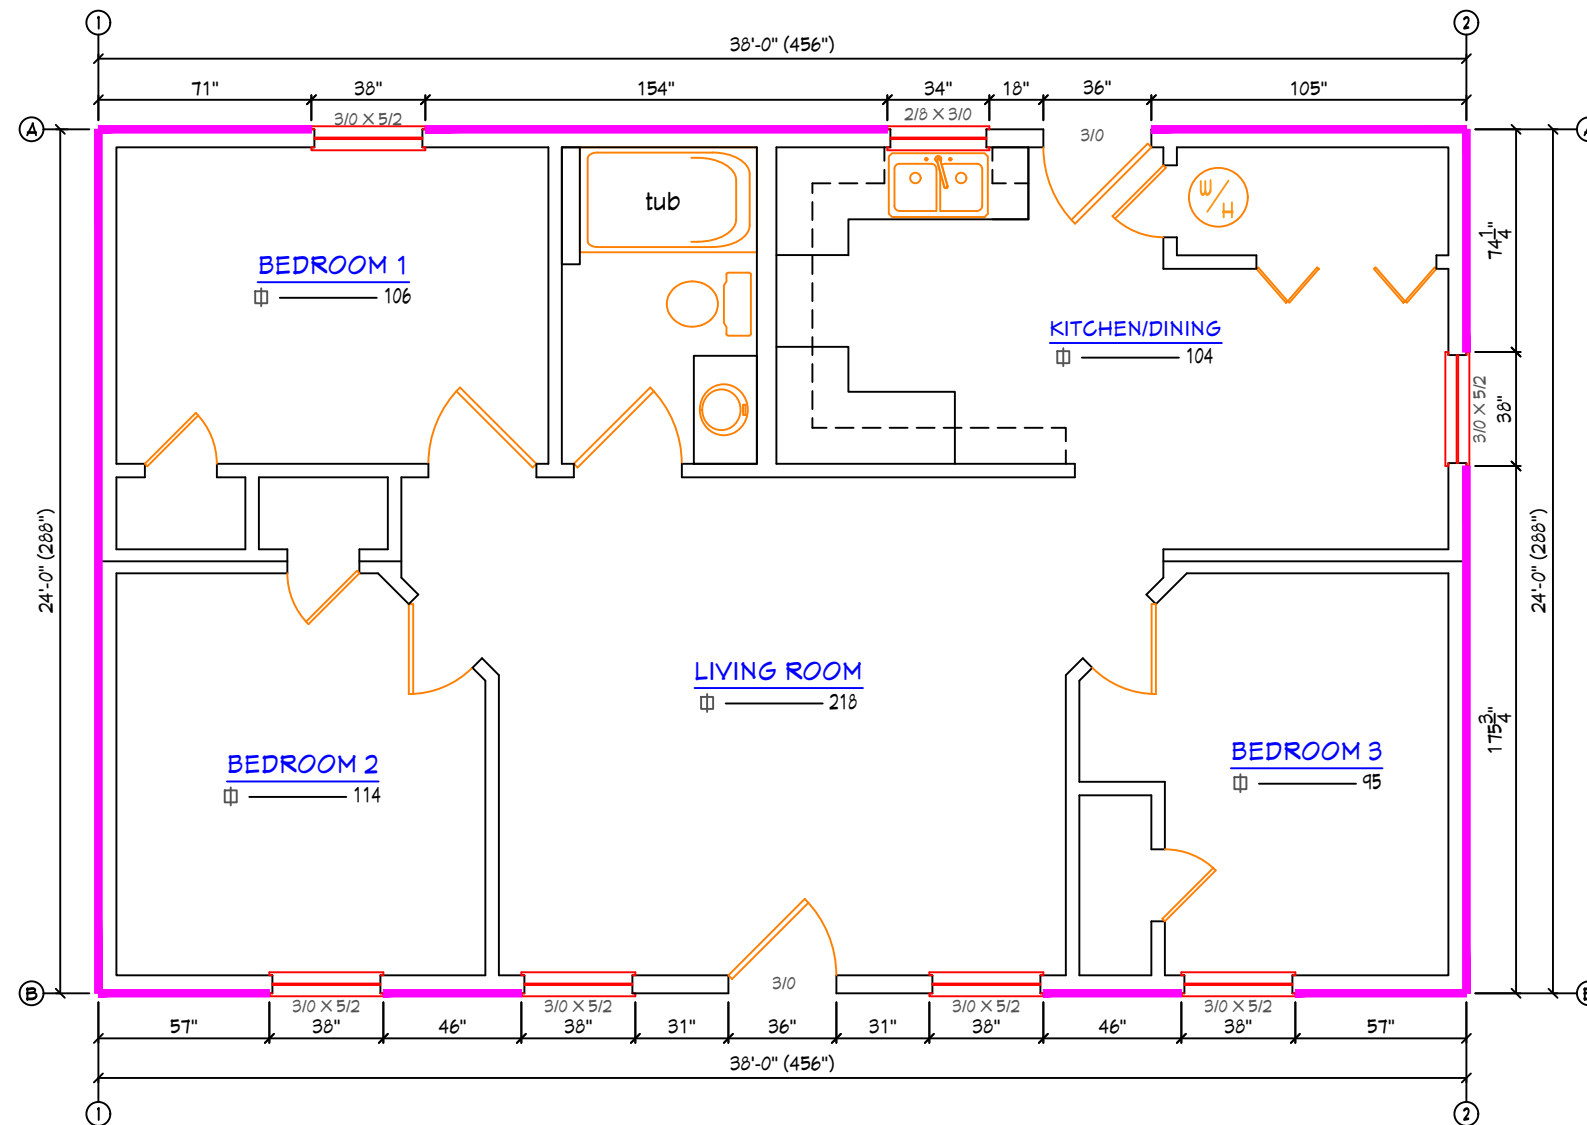 1
2
38'-0" (456")
71"
38"
154"
34"
18"
36"
105"
3/0 X 5/2
2/8 X 3/0
3/0
A
A
tub
W/H
74 1/4"
BEDROOM 1
106
KITCHEN/DINING
104
3/0 X 5/2
38"
24'-0" (288")
24'-0" (288")
LIVING ROOM
218
175 3/4"
BEDROOM 2
114
BEDROOM 3
95
3/0
B
B
3/0 X 5/2
3/0 X 5/2
3/0 X 5/2
3/0 X 5/2
57"
38"
46"
38"
31"
36"
31"
38"
46"
38"
57"
38'-0" (456")
1
2